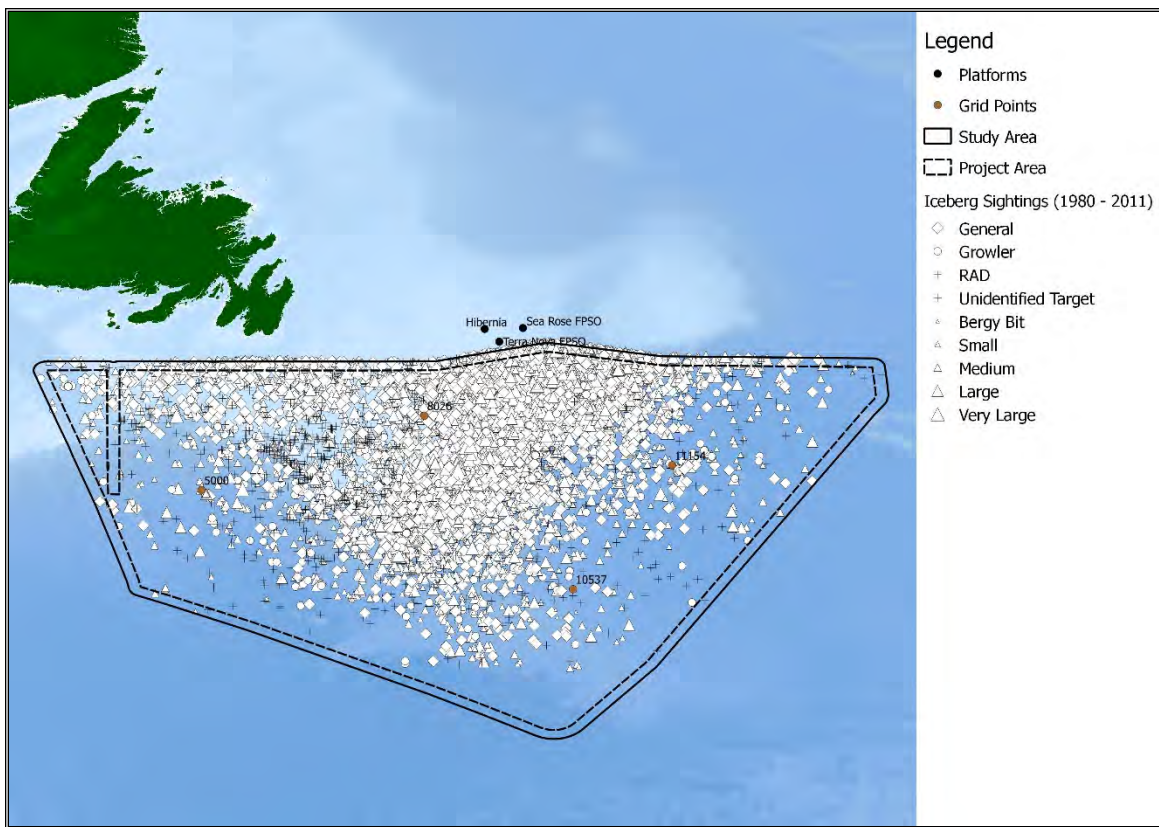 Legend
Platforms
Grid Points
Study Area
Project Area
Iceberg Sightings (1980 - 2011)
General
Growler
RAD
Unidentified Target
Bergy Bit
Small
Medium
Large
Very Large
Hibernia
Sea Rose FPSO
Terra Nova FPSO
8026
11154
5000
10537